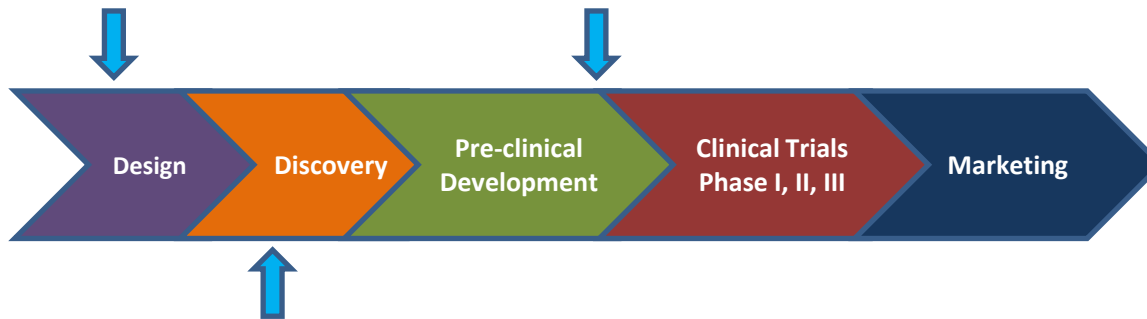 Design
Discovery
Pre-clinical
Development
Clinical Trials
Phase I, II, III
Marketing